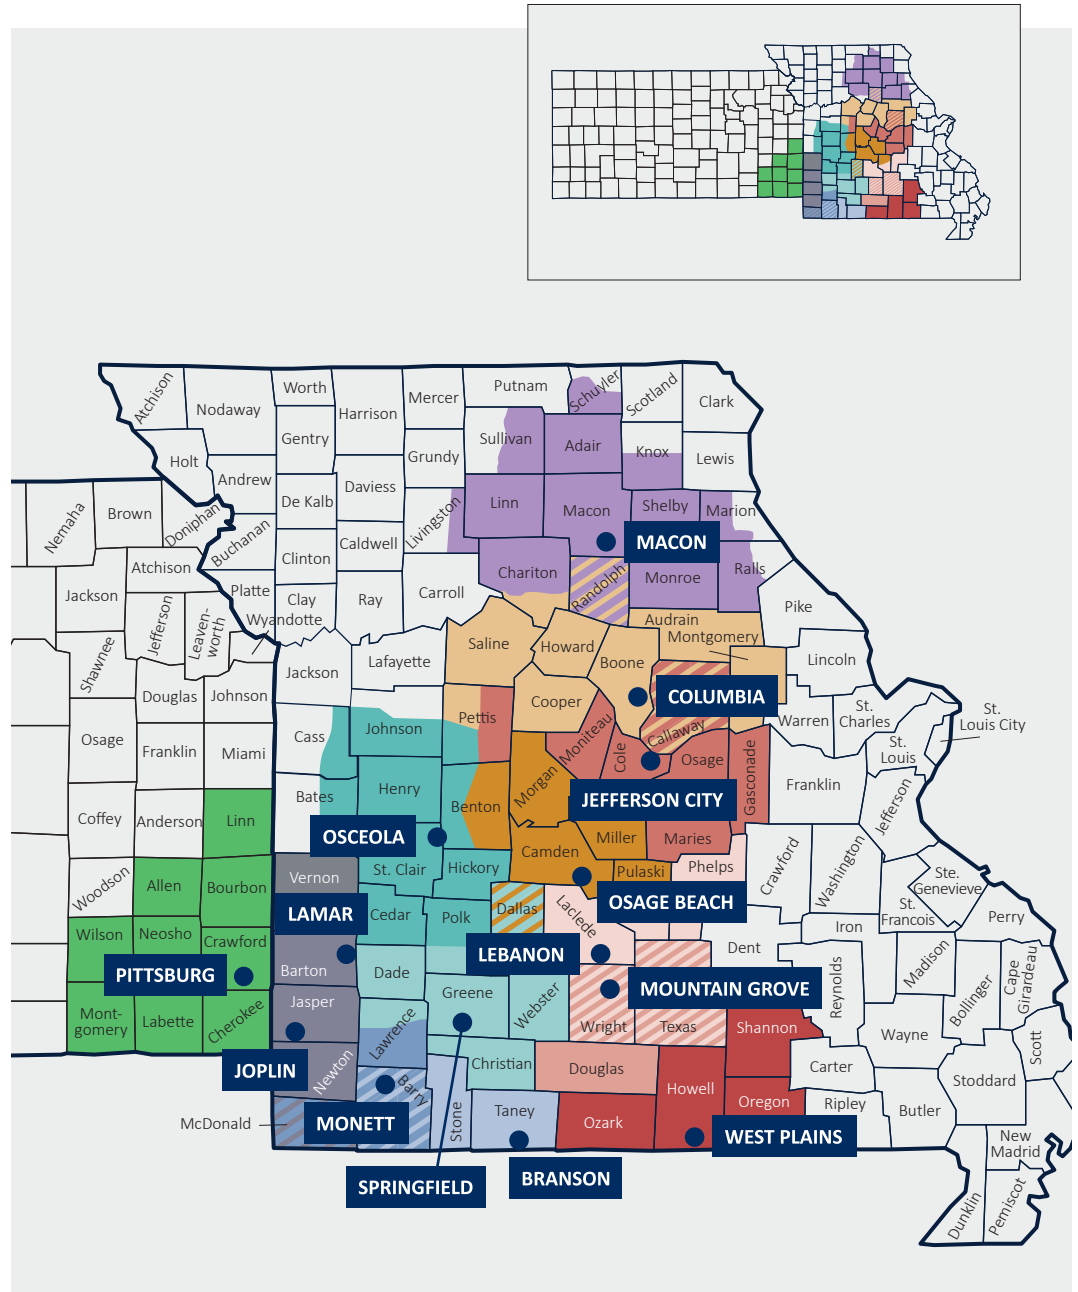 Atchison
Nodaway
Worth
Harrison
Mercer
Putnam
Schuyler
Scotland
Clark
Gentry
Sullivan
Adair
Knox
Lewis
Holt
Andrew
Grundy
De Kalb
Daviess
Livingston
Linn
Macon
Shelby
Marion
Nemaha
Brown
Doniphan
Buchanan
Clinton
Caldwell
MACON
Atchison
Chariton
Randolph
Monroe
Ralls
Jackson
Platte
Clay
Ray
Carroll
Pike
Jefferson
Leaven-
worth
Wyandotte
Audrain
Montgomery
Saline
Howard
Boone
Lincoln
Shawnee
Jackson
Lafayette
Douglas
Johnson
Cooper
COLUMBIA
Pettis
Warren
St.
Charles
St.
Louis City
Osage
Franklin
Miami
Cass
Johnson
Moniteau
Cole
Callaway
Osage
Gasconade
St.
Louis
Franklin
Jefferson
Coffey
Anderson
Linn
Bates
Henry
Benton
Morgan
JEFFERSON CITY
OSCEOLA
Camden
Miller
Maries
Crawford
Washington
Woodson
Allen
Bourbon
Vernon
St. Clair
Hickory
Pulaski
Phelps
Ste.
Genevieve
LAMAR
Cedar
Polk
Dallas
Laclede
OSAGE BEACH
St.
Francois
Perry
Wilson
Neosho
Crawford
LEBANON
Dent
Iron
PITTSBURG
Barton
Dade
Greene
Webster
MOUNTAIN GROVE
Reynolds
Madison
Bollinger
Cape
Girardeau
Mont-
gomery
Labette
Cherokee
Jasper
Lawrence
Wright
Texas
Shannon
Wayne
Scott
JOPLIN
Newton
Barry
Christian
Douglas
Howell
Carter
Stoddard
McDonald
MONETT
Stone
Taney
Ozark
Oregon
Ripley
Butler
WEST PLAINS
New
Madrid
SPRINGFIELD
BRANSON
Dunklin
Pemiscot